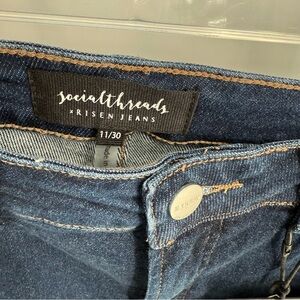 socialthreads
x RISEN JEANS
11/30